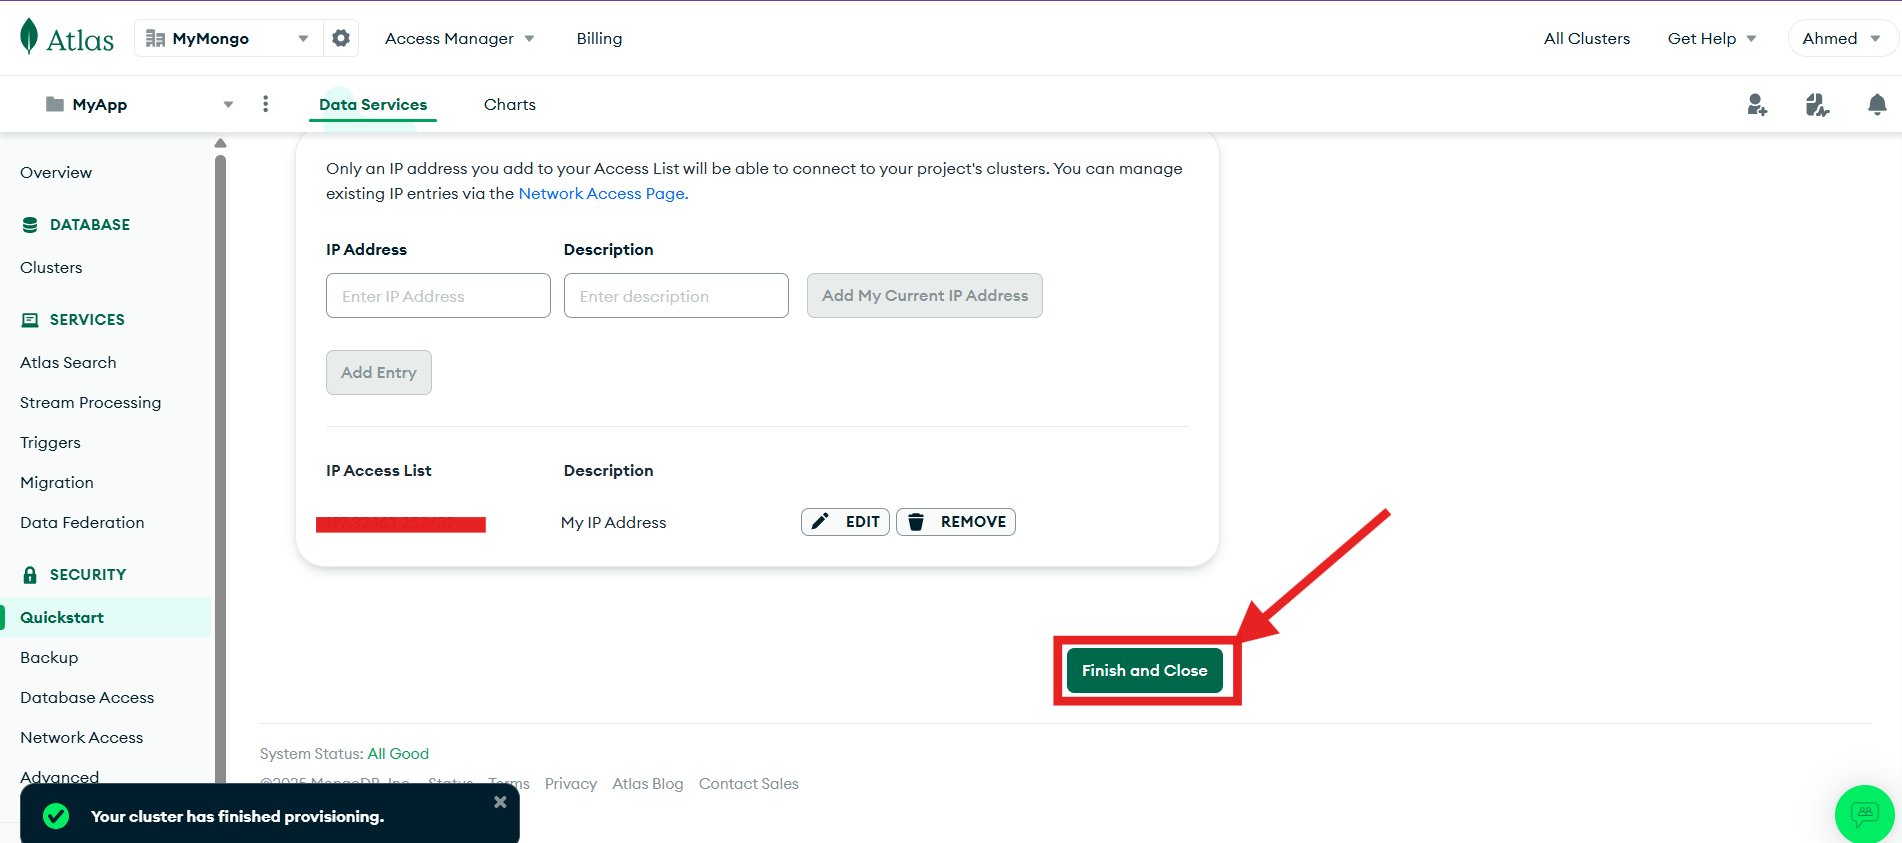 Atlas MyMongo Access Manager Billing All Clusters Get Help Ahmed
MyApp Data Services Charts
Overview
DATABASE
Clusters
SERVICES
Atlas Search
Stream Processing
Triggers
Migration
Data Federation
SECURITY
Quickstart
Backup
Database Access
Network Access
Advanced
Only an IP address you add to your Access List will be able to connect to your project's clusters. You can manage
existing IP entries via the Network Access Page.
IP Address Description
Enter IP Address Enter description Add My Current IP Address
Add Entry
IP Access List Description
My IP Address EDIT REMOVE
Finish and Close
System Status: All Good
©2025 MongoDB, Inc. Status Terms Privacy Atlas Blog Contact Sales
Your cluster has finished provisioning.